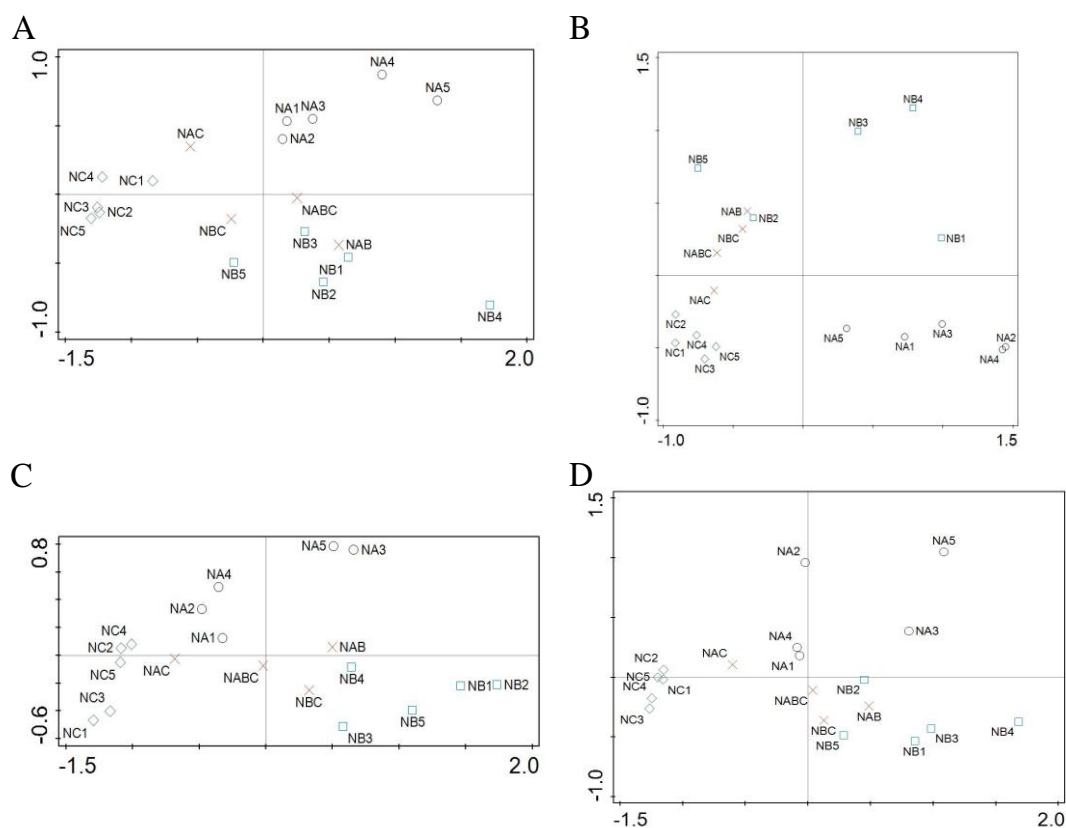 A
1.0
NA4
NA5
NA1 NA3
NA2
NAC
NC4
NC1
NC3
NC2
NC5
NBC
NABC
NB3
NAB
NB5
NB1
NB2
NB4
-1.0
-1.5
2.0
B
1.5
NB4
NB3
NB5
NAB
NB2
NBC
NABC
NB1
NAC
NC2
NC4
NC1
NC5
NC3
NA5
NA1
NA3
NA2
NA4
-1.0
-1.0
1.5
C
0.8
NA5
NA3
NA4
NA2
NA1
NC4
NC2
NC5
NAC
NABC
NAB
NB4
NBC
NB1
NB2
NC3
NC1
NB5
NB3
-0.6
-1.5
2.0
D
1.5
NA2
NA5
NA3
NA4
NA1
NC2
NAC
NC5
NC1
NC4
NC3
NABC
NB2
NBC
NAB
NB5
NB1
NB3
NB4
-1.0
-1.5
2.0